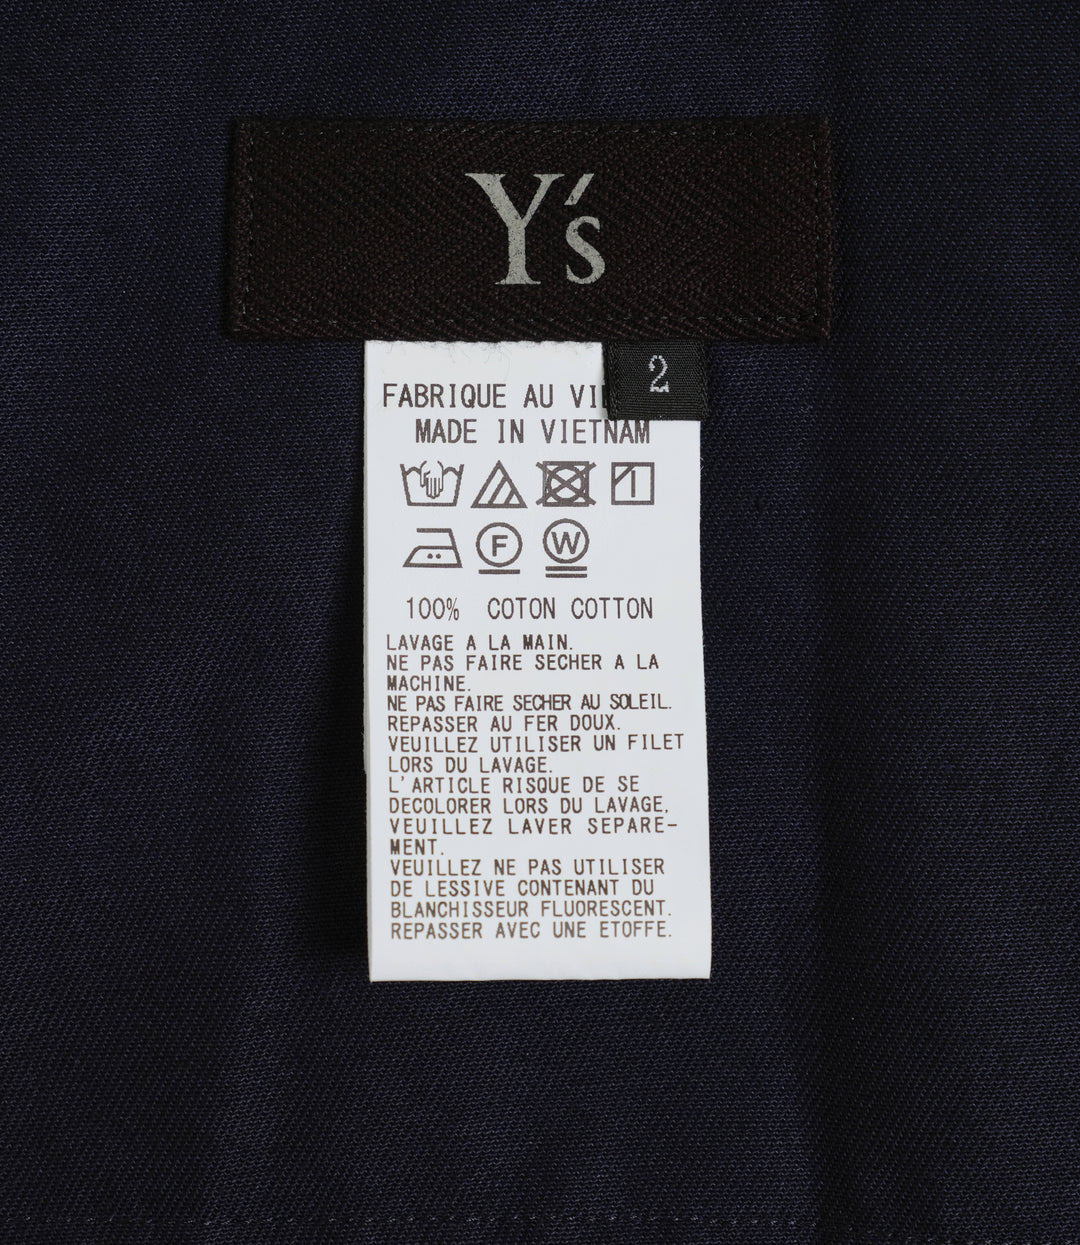 Y's
2
FABRIQUE AU
MADE IN VIETNAM
F W
100% COTON COTTON
LAVAGE A LA MAIN.
NE PAS FAIRE SECHER A LA
MACHINE.
NE PAS FAIRE SECHER AU SOLEIL.
REPASSER AU FER DOUX.
VEUILLEZ UTILISER UN FILET
LORS DU LAVAGE.
L'ARTICLE RISQUE DE SE
DECOLORER LORS DU LAVAGE,
VEUILLEZ LAVER SEPARE-
MENT.
VEUILLEZ NE PAS UTILISER
DE LESSIVE CONTENANT DU
BLANCHISSEUR FLUORESCENT.
REPASSER AVEC UNE ETOFFE.